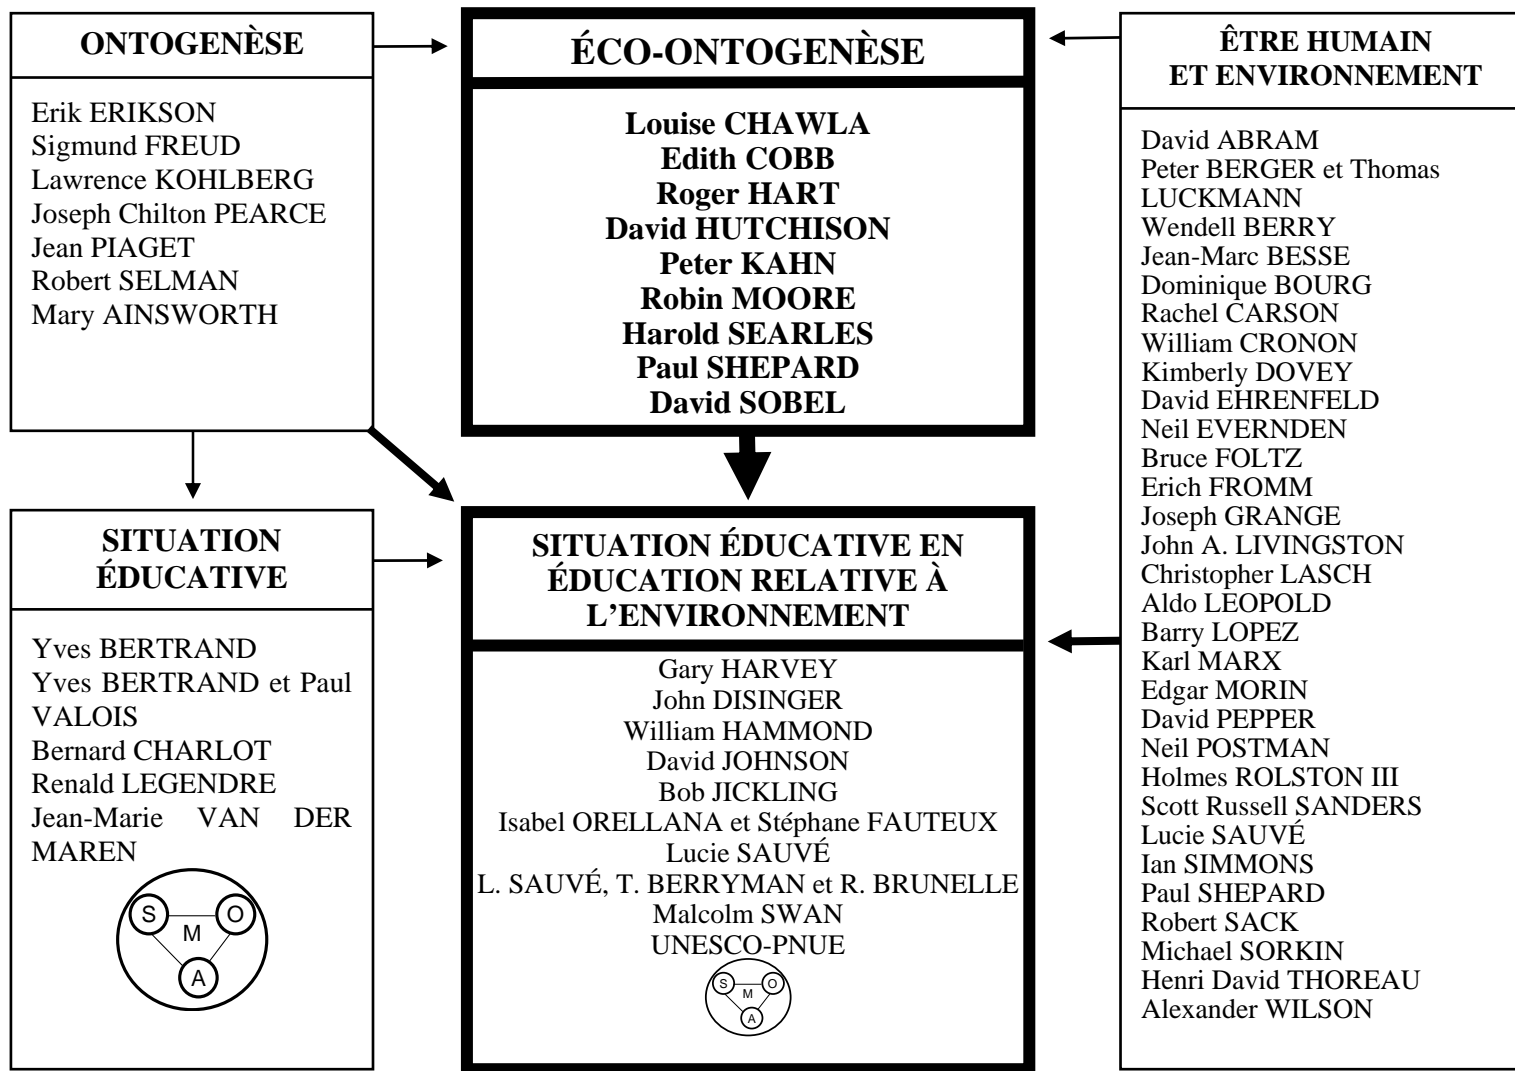 ONTOGENÈSE
Erik ERIKSON
Sigmund FREUD
Lawrence KOHLBERG
Joseph Chilton PEARCE
Jean PIAGET
Robert SELMAN
Mary AINSWORTH
ÉCO-ONTOGENÈSE
Louise CHAWLA
Edith COBB
Roger HART
David HUTCHISON
Peter KAHN
Robin MOORE
Harold SEARLES
Paul SHEPARD
David SOBEL
ÊTRE HUMAIN
ET ENVIRONNEMENT
David ABRAM
Peter BERGER et Thomas
LUCKMANN
Wendell BERRY
Jean-Marc BESSE
Dominique BOURG
Rachel CARSON
William CRONON
Kimberly DOVEY
David EHRENFELD
Neil EVERNDEN
Bruce FOLTZ
Erich FROMM
Joseph GRANGE
John A. LIVINGSTON
Christopher LASCH
Aldo LEOPOLD
Barry LOPEZ
Karl MARX
Edgar MORIN
David PEPPER
Neil POSTMAN
Holmes ROLSTON III
Scott Russell SANDERS
Lucie SAUVÉ
Ian SIMMONS
Paul SHEPARD
Robert SACK
Michael SORKIN
Henri David THOREAU
Alexander WILSON
SITUATION
ÉDUCATIVE
Yves BERTRAND
Yves BERTRAND et Paul
VALOIS
Bernard CHARLOT
Renald LEGENDRE
Jean-Marie VAN DER
MAREN
S O
M
A
SITUATION ÉDUCATIVE EN
ÉDUCATION RELATIVE À
L’ENVIRONNEMENT
Gary HARVEY
John DISINGER
William HAMMOND
David JOHNSON
Bob JICKLING
Isabel ORELLANA et Stéphane FAUTEUX
Lucie SAUVÉ
L. SAUVÉ, T. BERRYMAN et R. BRUNELLE
Malcolm SWAN
UNESCO-PNUE
S O
M
A